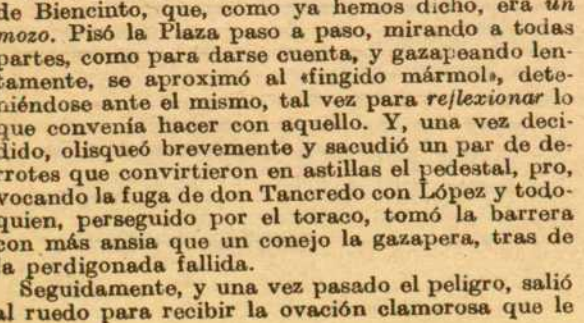 de Biencinto, que, como ya hemos dicho, era un
mozo. Pisó la Plaza paso a paso, mirando a todas
partes, como para darse cuenta, y gazapeando len-
tamente, se aproximó al «fingido mármol», dete-
niéndose ante el mismo, tal vez para reflexionar lo
que convenía hacer con aquello. Y, una vez deci-
dido, olisqueó brevemente y sacudió un par de de-
rrotes que convirtieron en astillas el pedestal, pro,
vocando la fuga de don Tancredo con López y todo-
quien, perseguido por el toraco, tomó la barrera
con más ansia que un conejo la gazapera, tras de
la perdigonada fallida.
Seguidamente, y una vez pasado el peligro, salió
al ruedo para recibir la ovación clamorosa que le